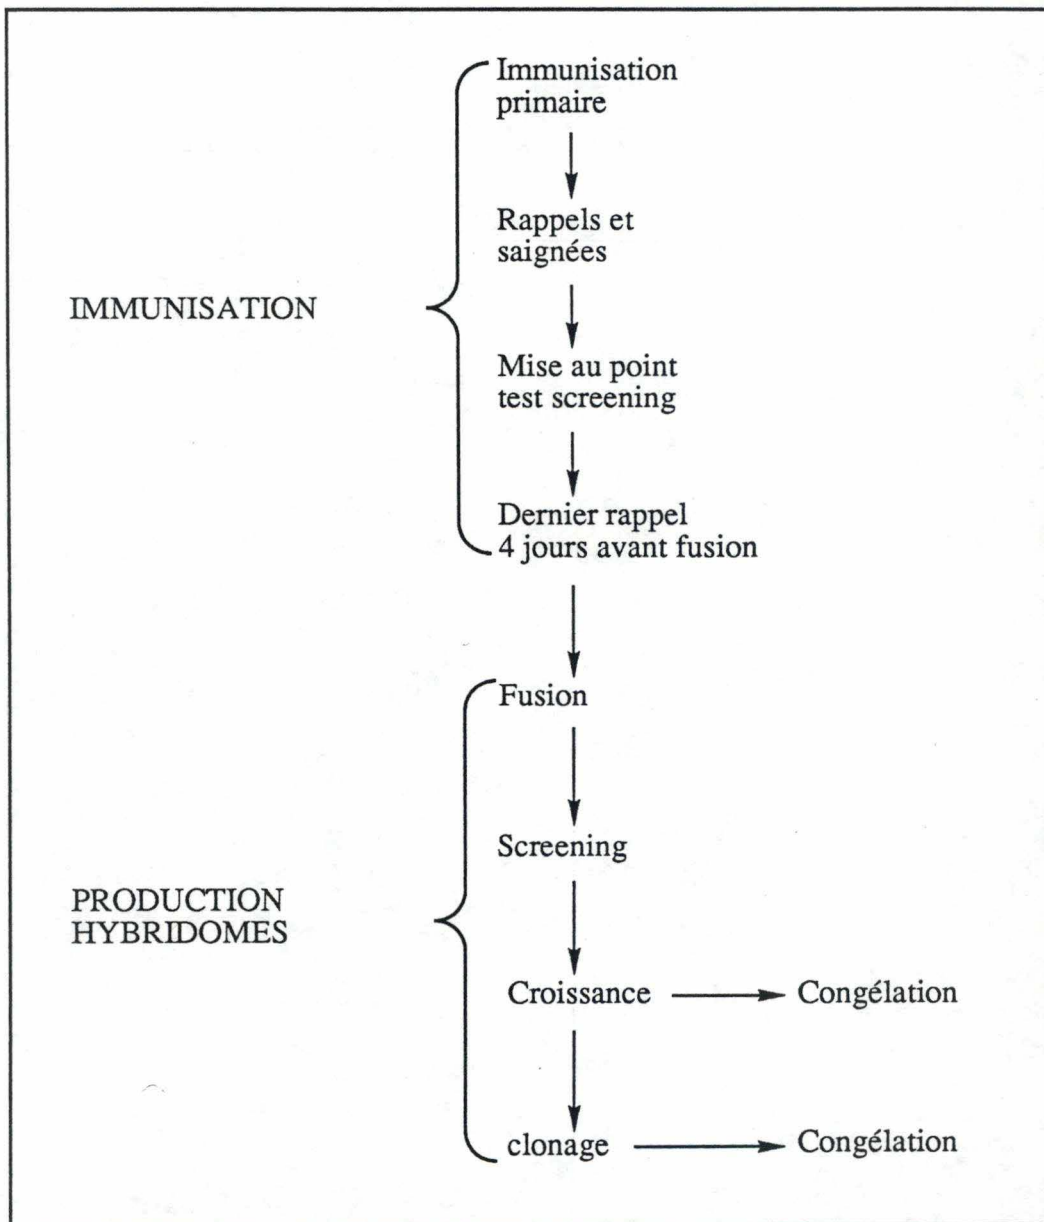 Immunisation
primaire
Rappels et
saignées
IMMUNISATION
Mise au point
test screening
Dernier rappel
4 jours avant fusion
Fusion
Screening
PRODUCTION
HYBRIDOMES
Croissance
Congélation
clonage
Congélation